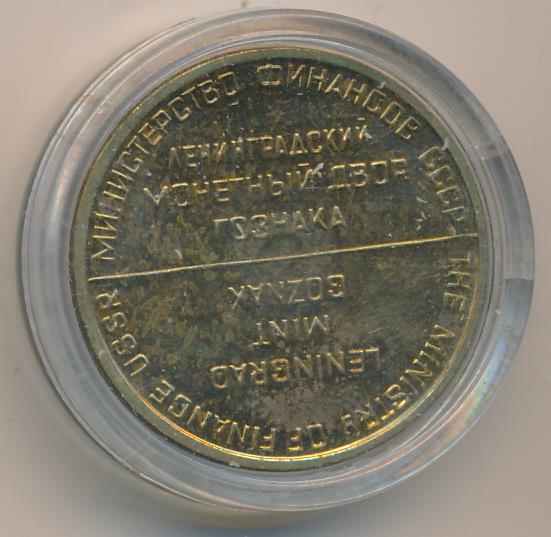 МИНИСТЕРСТВО ФИНАНСОВ СССР
ЛЕНИНГРАДСКИЙ
МОНЕТНЫЙ ДВОР
ГОЗНАКА
THE MINISTRY OF FINANCE USSR
LENINGRAD
MINT
GOZNAK